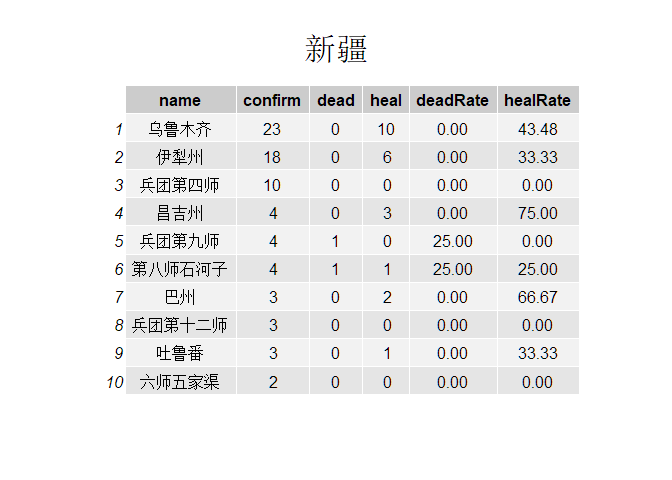 新疆
name confirm dead heal deadRate healRate
1 乌鲁木齐 23 0 10 0.00 43.48
2 伊犁州 18 0 6 0.00 33.33
3 兵团第四师 10 0 0 0.00 0.00
4 昌吉州 4 0 3 0.00 75.00
5 兵团第九师 4 1 0 25.00 0.00
6 第八师石河子 4 1 1 25.00 25.00
7 巴州 3 0 2 0.00 66.67
8 兵团第十二师 3 0 0 0.00 0.00
9 吐鲁番 3 0 1 0.00 33.33
10 六师五家渠 2 0 0 0.00 0.00